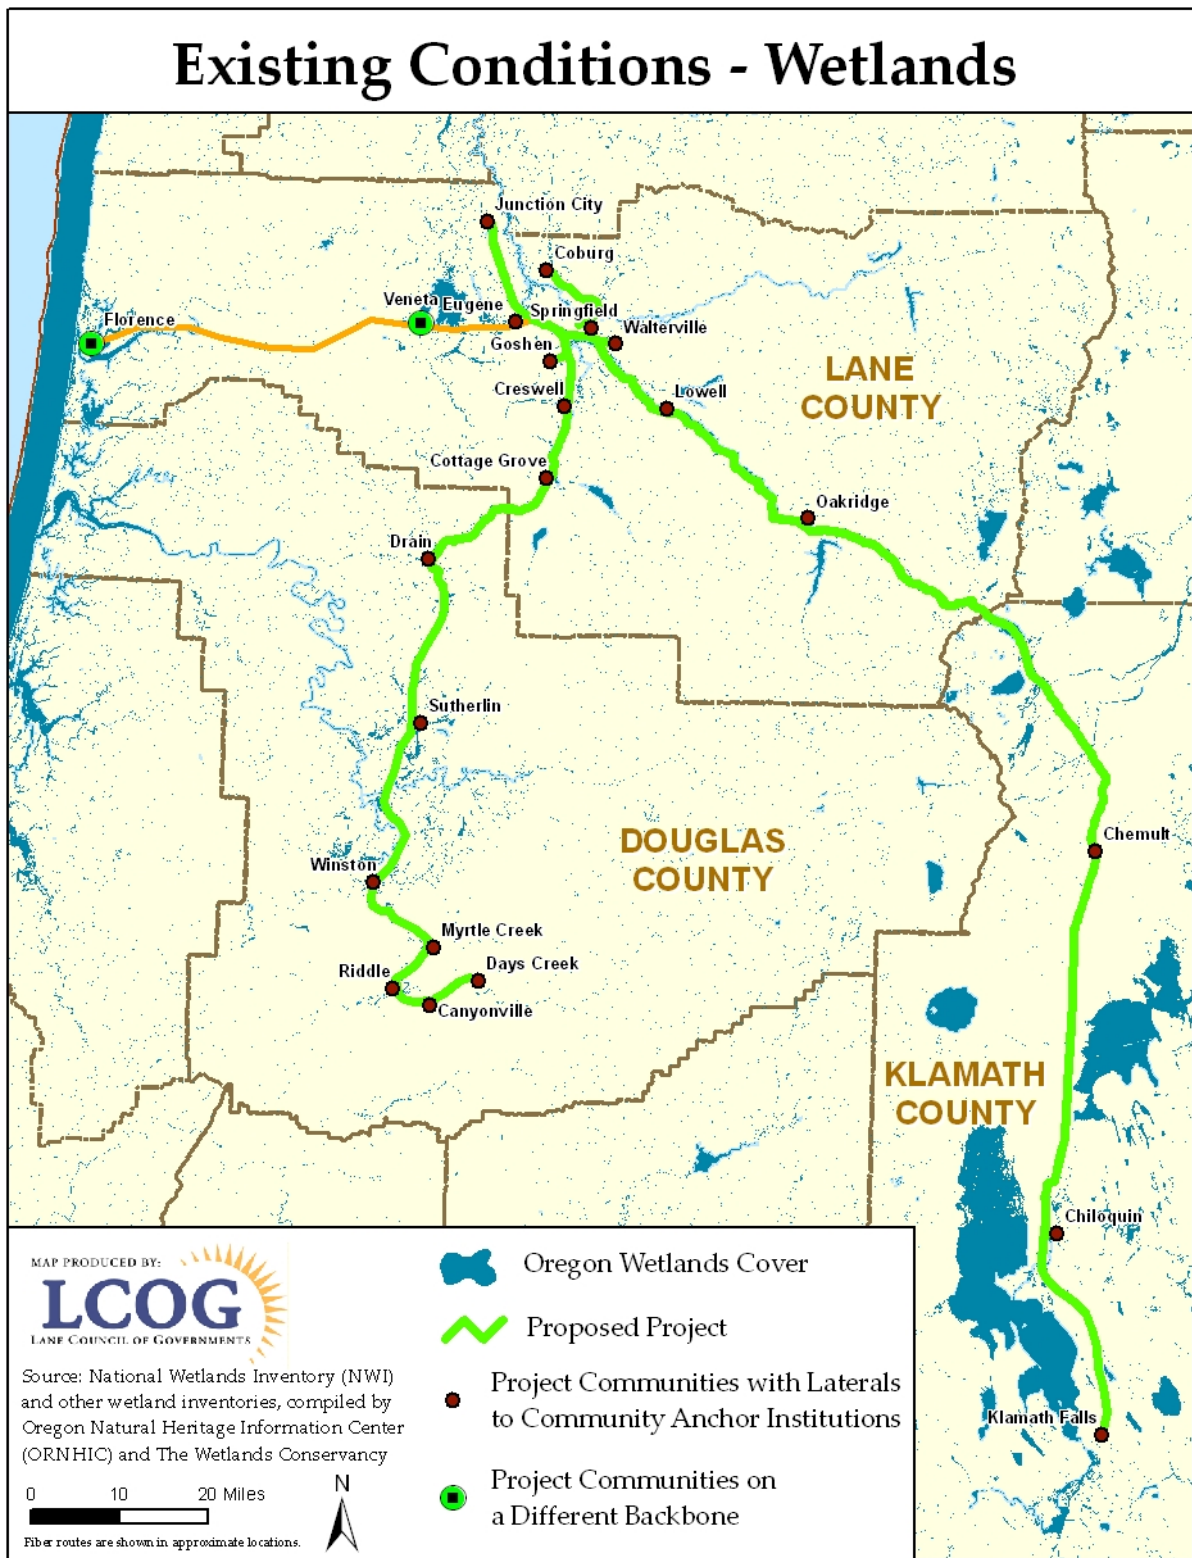 Existing Conditions - Wetlands
Junction City
Coburg
Veneta
Eugene
Springfield
Florence
Walterville
Goshen
LANE
COUNTY
Creswell
Lowell
Cottage Grove
Oakridge
Drain
Sutherlin
DOUGLAS
COUNTY
Chemult
Winston
Myrtle Creek
Riddle
Days Creek
Canyonville
KLAMATH
COUNTY
Chiloquin
Klamath Falls
MAP PRODUCED BY:
LCOG
LANE COUNCIL OF GOVERNMENTS
Source: National Wetlands Inventory (NWI)
and other wetland inventories, compiled by
Oregon Natural Heritage Information Center
(ORNHIC) and The Wetlands Conservancy
0 10 20 Miles
N
Fiber routes are shown in approximate locations.
Oregon Wetlands Cover
Proposed Project
Project Communities with Laterals
to Community Anchor Institutions
Project Communities on
a Different Backbone